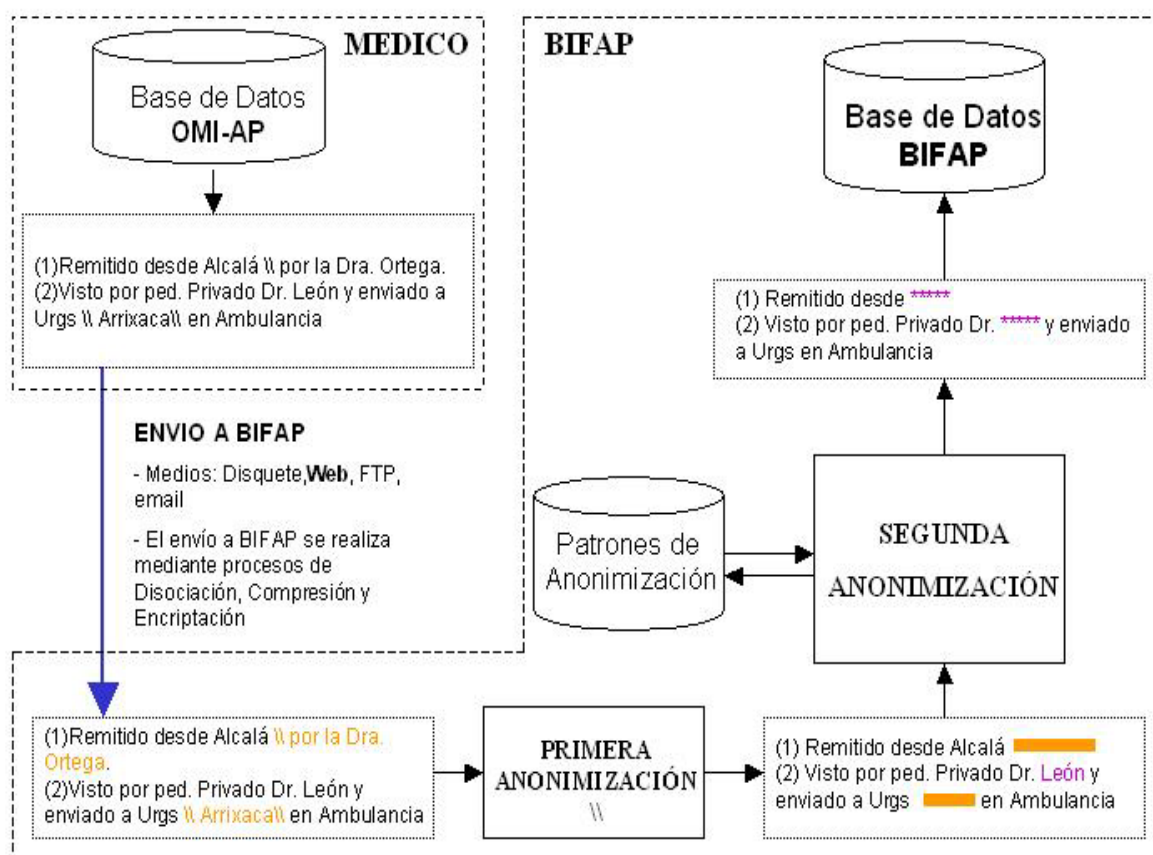 MEDICO
Base de Datos
OMI-AP
(1)Remitido desde Alcalá \\ por la Dra. Ortega.
(2)Visto por ped. Privado Dr. León y enviado a
Urgs \\ Arrixaca\\ en Ambulancia
ENVIO A BIFAP
- Medios: Disquete,Web, FTP,
email
- El envío a BIFAP se realiza
mediante procesos de
Disociación, Compresión y
Encriptación
(1)Remitido desde Alcalá \\ por la Dra.
Ortega.
(2)Visto por ped. Privado Dr. León y
enviado a Urgs \\ Arrixaca\\ en Ambulancia
PRIMERA
ANONIMIZACIÓN
\\
(1) Remitido desde Alcalá
(2) Visto por ped. Privado Dr. León y
enviado a Urgs en Ambulancia
SEGUNDA
ANONIMIZACIÓN
Patrones de
Anonimización
(1) Remitido desde *****
(2) Visto por ped. Privado Dr. ***** y enviado
a Urgs en Ambulancia
BIFAP
Base de Datos
BIFAP